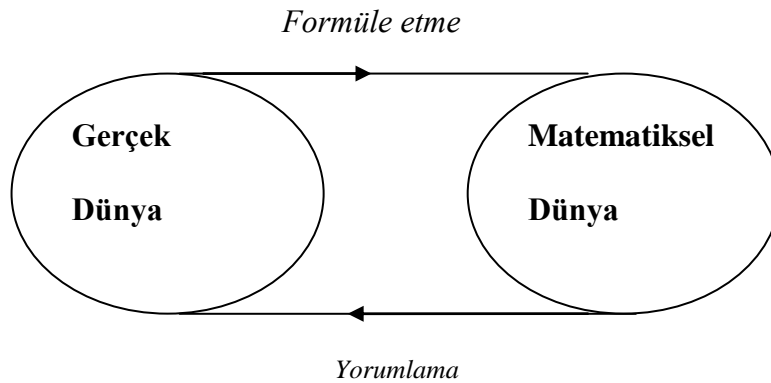 Formüle etme
Gerçek
Dünya
Matematiksel
Dünya
Yorumlama